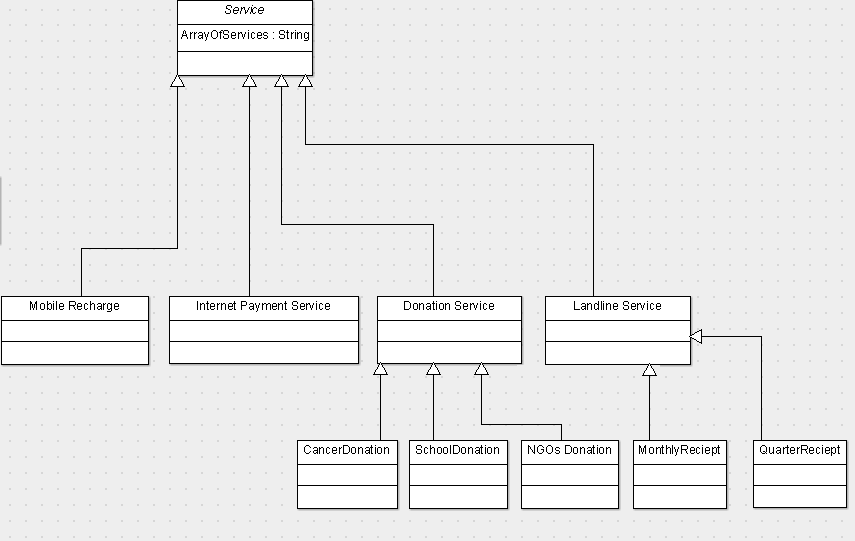 Service
ArrayOfServices : String
Mobile Recharge
Internet Payment Service
Donation Service
Landline Service
CancerDonation
SchoolDonation
NGOs Donation
MonthlyReciept
QuarterReciept